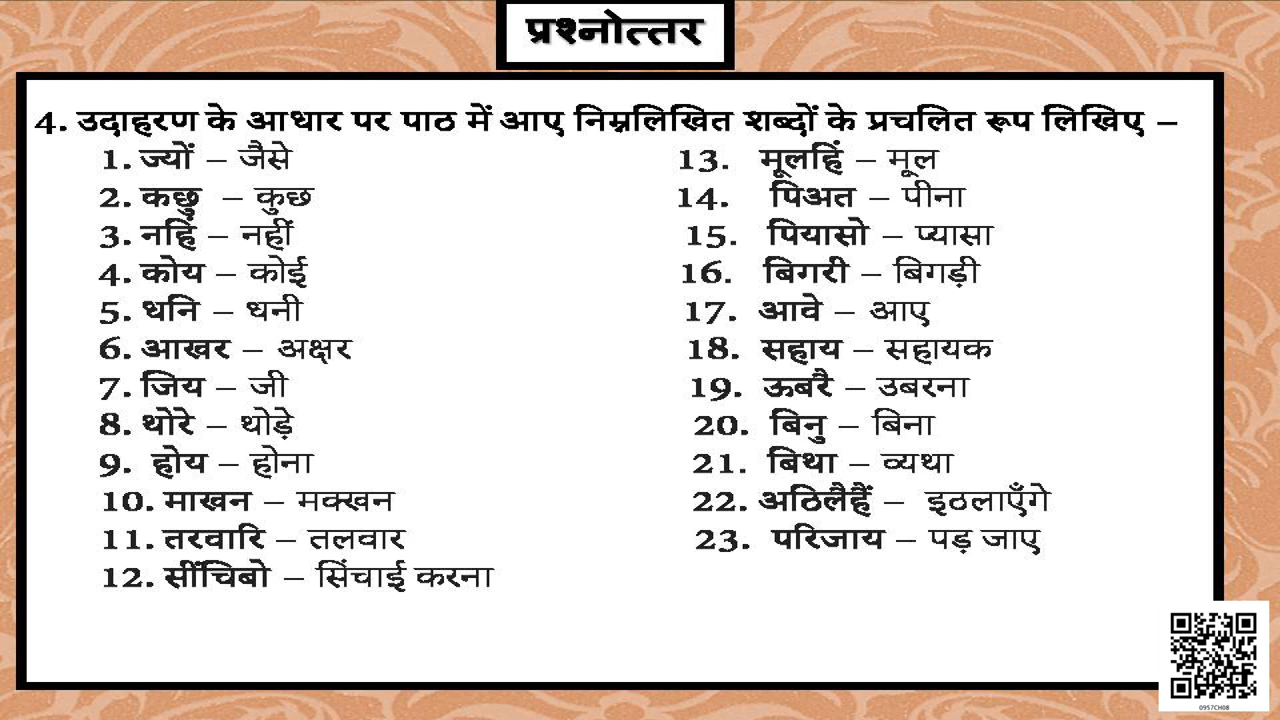 प्रश्नोत्तर
4. उदाहरण के आधार पर पाठ में आए निम्नलिखित शब्दों के प्रचलित रूप लिखिए –
1. ज्यों – जैसे
2. कछु – कुछ
3. नहिं – नहीं
4. कोय – कोई
5. धनि – धनी
6. आखर – अक्षर
7. जिय – जी
8. थोरे – थोड़े
9. होय – होना
10. माखन – मक्खन
11. तरवारि – तलवार
12. सींचिबो – सिंचाई करना
13. मूलहिं – मूल
14. पिअत – पीना
15. पियासो – प्यासा
16. बिगरी – बिगड़ी
17. आवे – आए
18. सहाय – सहायक
19. ऊबरै – उबरना
20. बिनु – बिना
21. बिथा – व्यथा
22. अठिलैहैं – इठलाएँगे
23. परिजाय – पड़ जाए
0957CH08